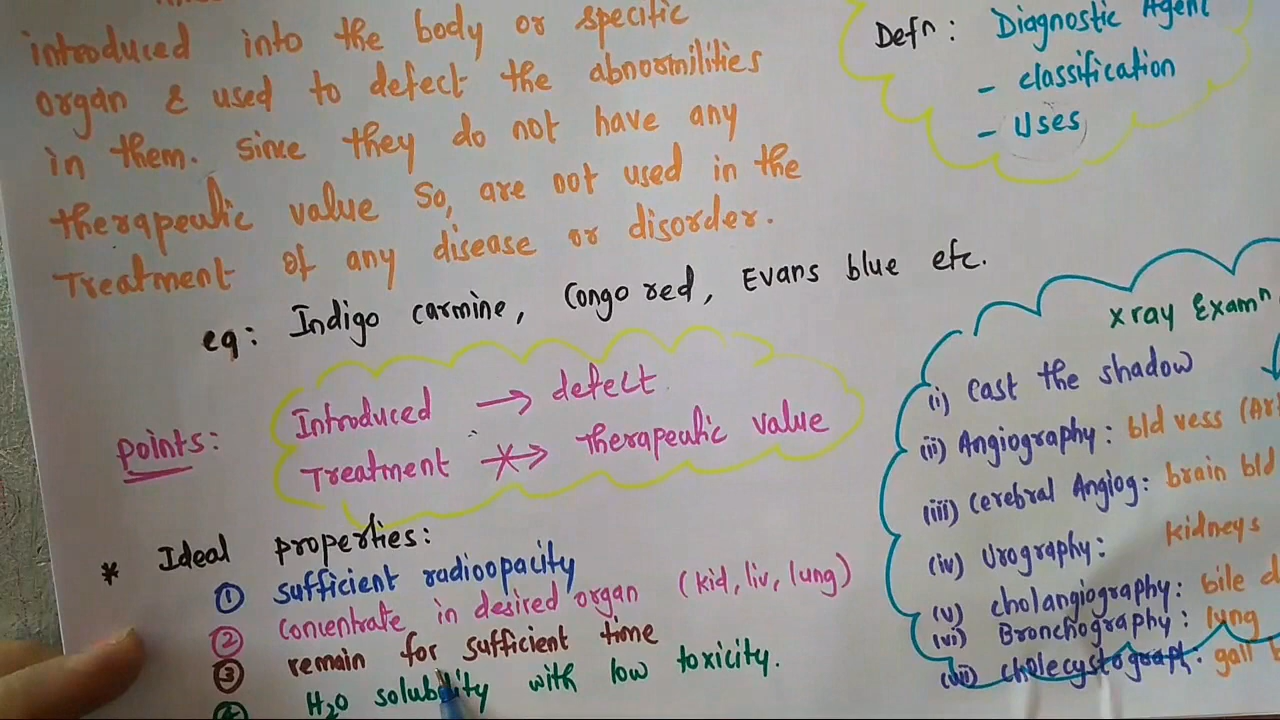 introduced into the body or specific
organ & used to defect the abnormilities
in them. Since they do not have any
therapeutic value So, are not used in the
Treatment of any disease or disorder.
eg: Indigo carmine, Congo red, Evans blue etc.
Points:
Introduced → defect
Treatment → Therapeutic value
* Ideal properties:
① sufficient radioopacity
② concentrate in desired organ (kid, liv, lung)
③ remain for sufficient time
④ H₂O solubility with low toxicity.
Defⁿ: Diagnostic Agent
- classification
- Uses
X ray Examⁿ
(i) Cast the shadow
(ii) Angiography: bld vess (Ar
(iii) Cerebral Angiog: brain bld
(iv) Urography: kidneys
(v) cholangiography: bile d
(vi) Bronchography: lung
(vii) cholecystograph. gall b